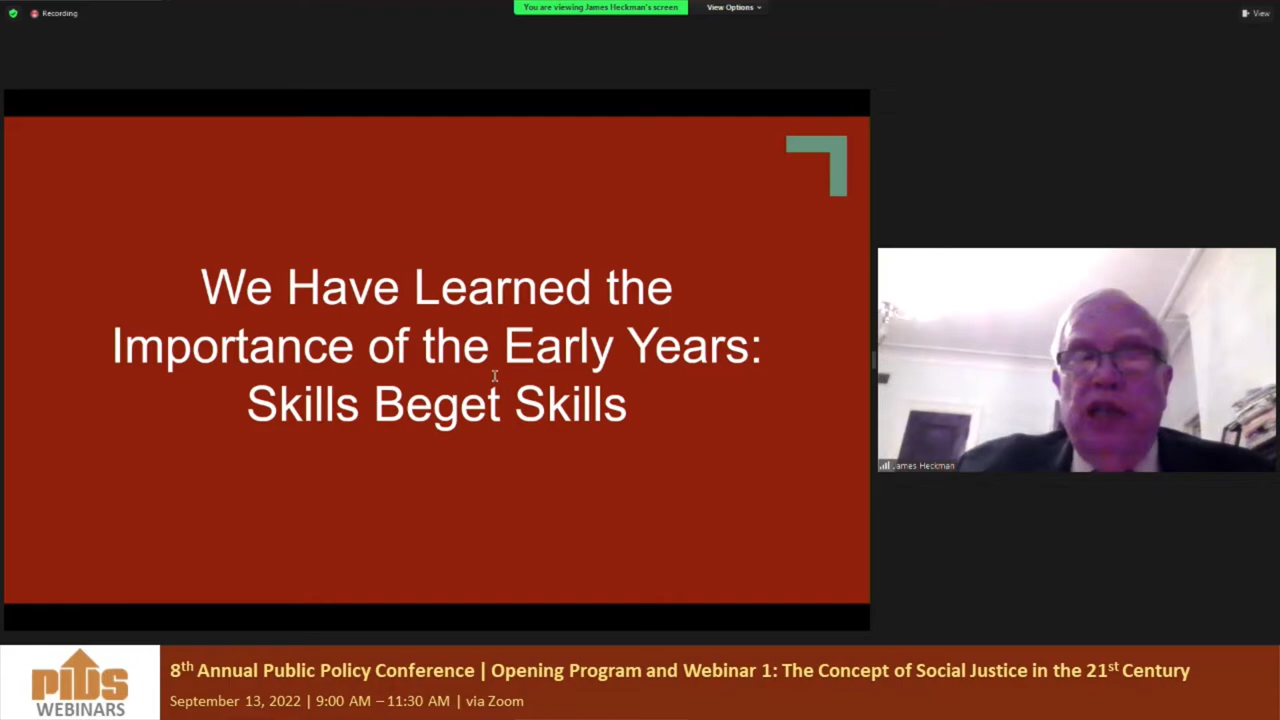 Recording
You are viewing James Heckman's screen
View Options
View
We Have Learned the
Importance of the Early Years:
Skills Beget Skills
James Heckman
PIDS
WEBINARS
8th Annual Public Policy Conference | Opening Program and Webinar 1: The Concept of Social Justice in the 21st Century
September 13, 2022 | 9:00 AM – 11:30 AM | via Zoom